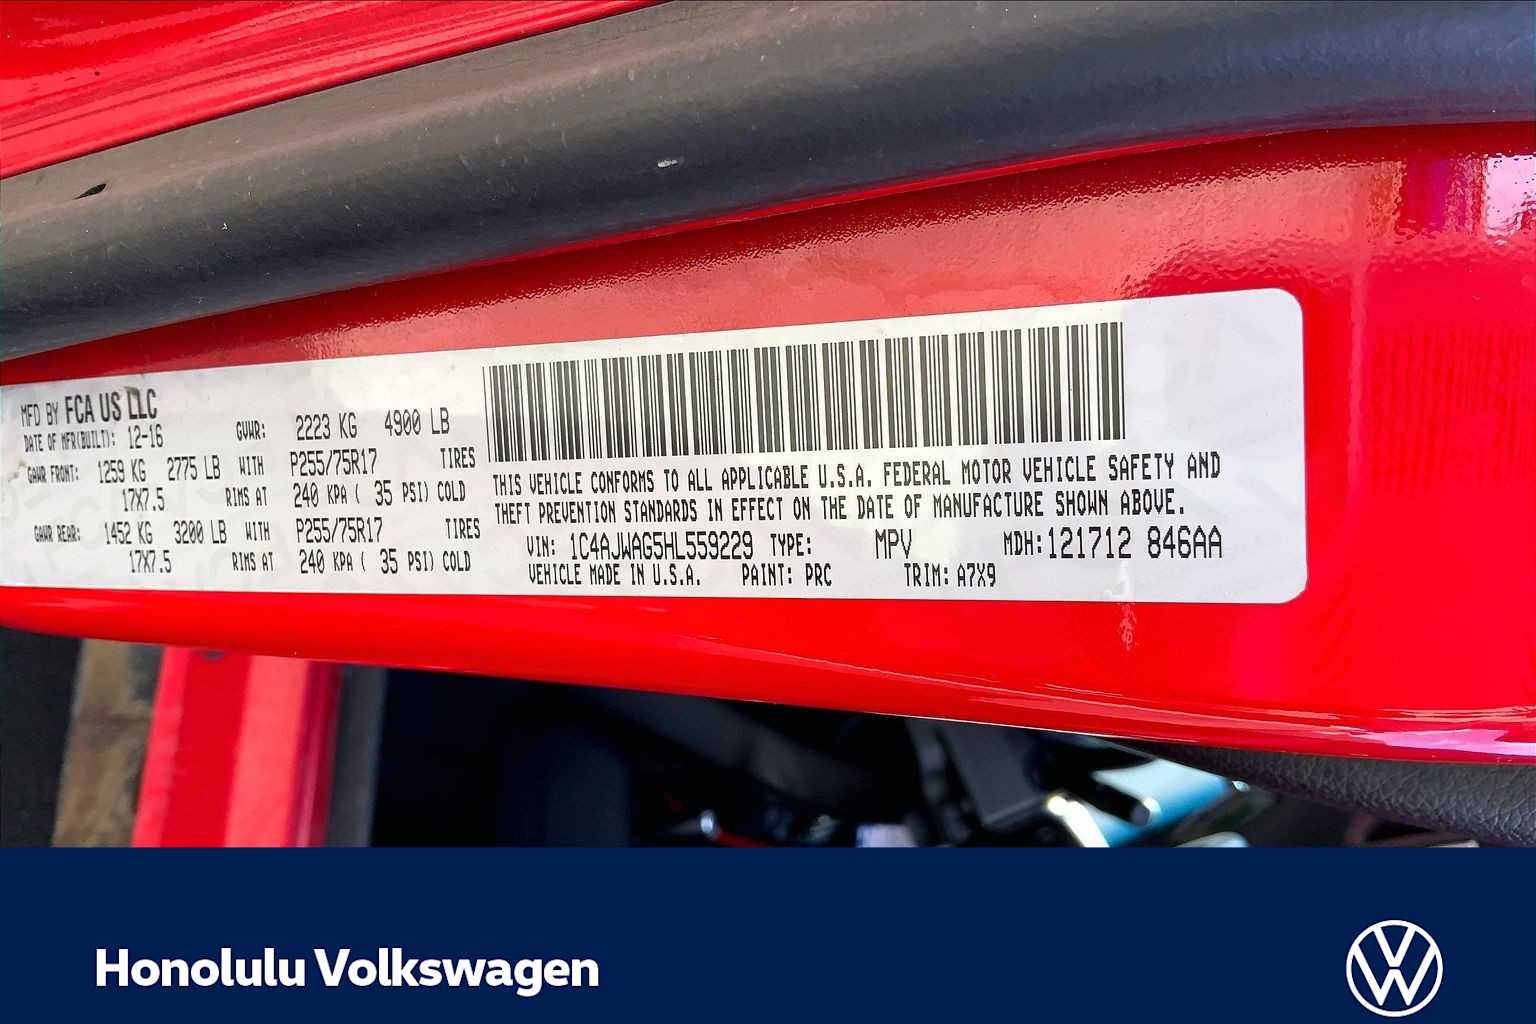 MFD BY FCA US LLC
DATE OF MFR(BUILT): 12-16 GVWR: 2223 KG 4900 LB
GAWR FRONT: 1259 KG 2775 LB WITH P255/75R17 TIRES
17X7.5 RIMS AT 240 KPA ( 35 PSI) COLD
GAWR REAR: 1452 KG 3200 LB WITH P255/75R17 TIRES
17X7.5 RIMS AT 240 KPA ( 35 PSI) COLD
THIS VEHICLE CONFORMS TO ALL APPLICABLE U.S.A. FEDERAL MOTOR VEHICLE SAFETY AND
THEFT PREVENTION STANDARDS IN EFFECT ON THE DATE OF MANUFACTURE SHOWN ABOVE.
VIN: 1C4AJWAG5HL559229 TYPE: MPV MDH:121712 846AA
VEHICLE MADE IN U.S.A. PAINT: PRC TRIM: A7X9
Honolulu Volkswagen